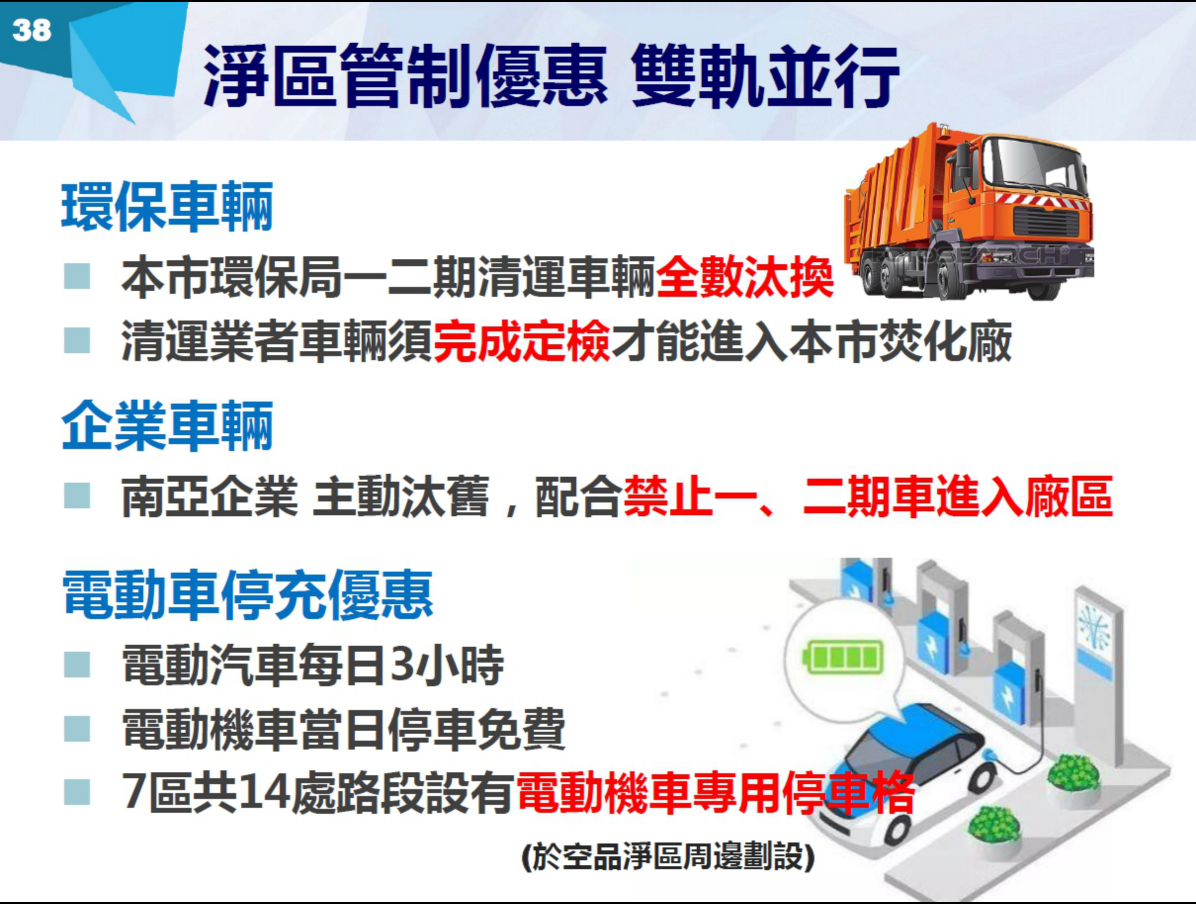 38
淨區管制優惠 雙軌並行
環保車輛
本市環保局一二期清運車輛全數汰換
清運業者車輛須完成定檢才能進入本市焚化廠
企業車輛
南亞企業 主動汰舊，配合禁止一、二期車進入廠區
電動車停充優惠
電動汽車每日3小時
電動機車當日停車免費
7區共14處路段設有電動機車專用停車格
(於空品淨區周邊劃設)